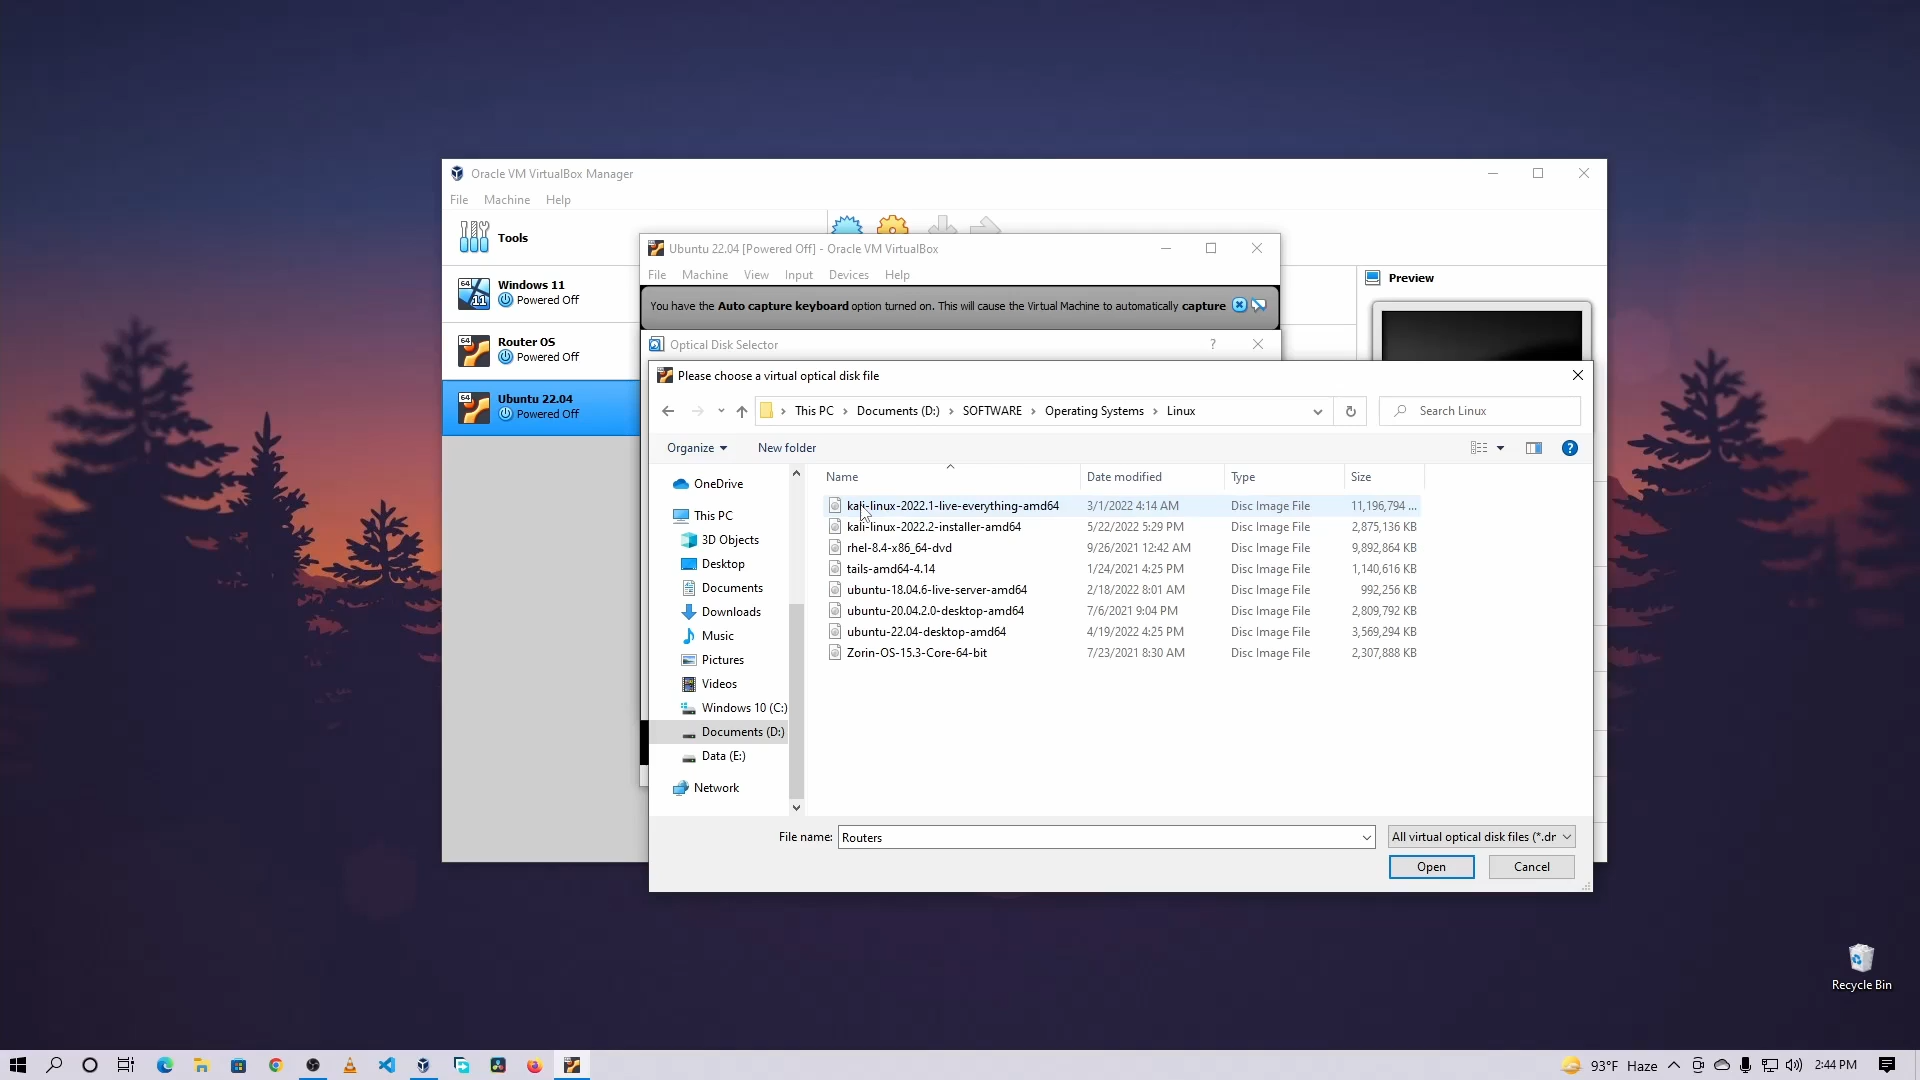 Oracle VM VirtualBox Manager
File Machine Help
Tools
Windows 11
Powered Off
Router OS
Powered Off
Ubuntu 22.04
Powered Off
Preview
Ubuntu 22.04 [Powered Off] - Oracle VM VirtualBox
File Machine View Input Devices Help
You have the Auto capture keyboard option turned on. This will cause the Virtual Machine to automatically capture
Optical Disk Selector
Please choose a virtual optical disk file
This PC › Documents (D:) › SOFTWARE › Operating Systems › Linux
Search Linux
Organize New folder
OneDrive
This PC
3D Objects
Desktop
Documents
Downloads
Music
Pictures
Videos
Windows 10 (C:)
Documents (D:)
Data (E:)
Network
Name Date modified Type Size
kali-linux-2022.1-live-everything-amd64 3/1/2022 4:14 AM Disc Image File 11,196,794 ...
kali-linux-2022.2-installer-amd64 5/22/2022 5:29 PM Disc Image File 2,875,136 KB
rhel-8.4-x86_64-dvd 9/26/2021 12:42 AM Disc Image File 9,892,864 KB
tails-amd64-4.14 1/24/2021 4:25 PM Disc Image File 1,140,616 KB
ubuntu-18.04.6-live-server-amd64 2/18/2022 8:01 AM Disc Image File 992,256 KB
ubuntu-20.04.2.0-desktop-amd64 7/6/2021 9:04 PM Disc Image File 2,809,792 KB
ubuntu-22.04-desktop-amd64 4/19/2022 4:25 PM Disc Image File 3,569,294 KB
Zorin-OS-15.3-Core-64-bit 7/23/2021 8:30 AM Disc Image File 2,307,888 KB
File name: Routers
All virtual optical disk files (*.dr
Open Cancel
Recycle Bin
93°F Haze
2:44 PM